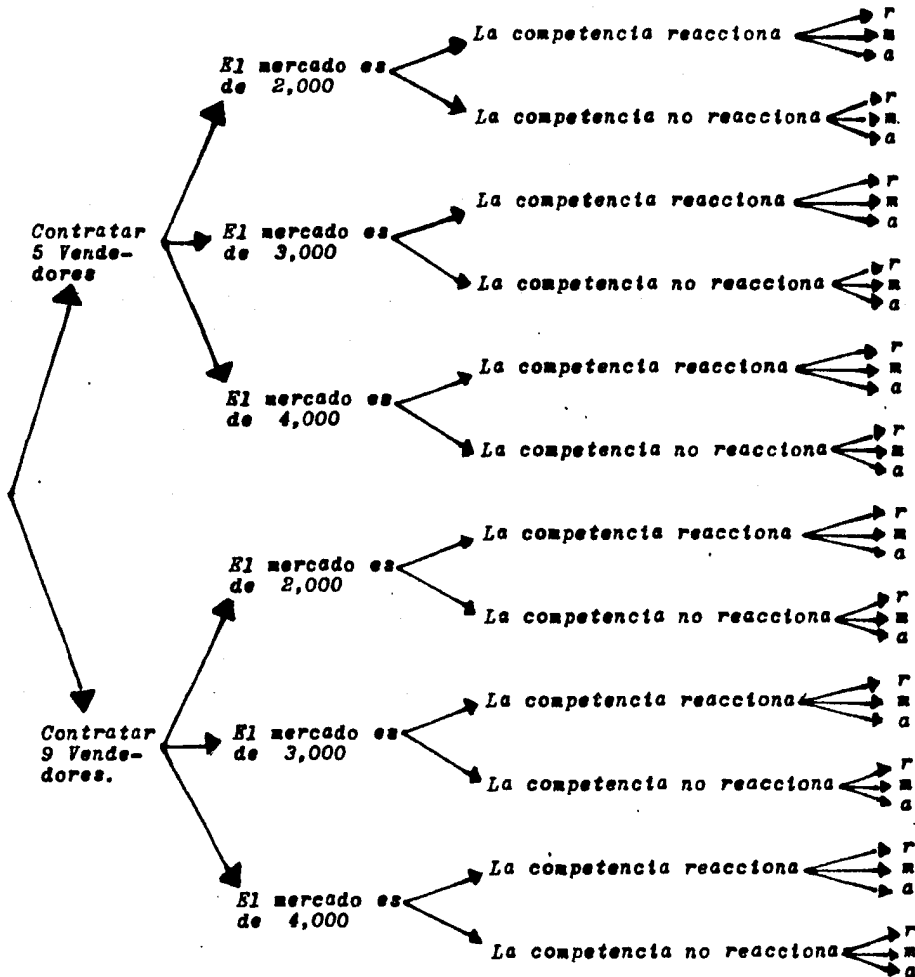 La competencia reacciona
r
m
a
El mercado es
de 2,000
La competencia no reacciona
r
m.
a
La competencia reacciona
r
m
a
Contratar
5 Vende-
dores
El mercado es
de 3,000
La competencia no reacciona
r
m
a
La competencia reacciona
r
m
a
El mercado es
de 4,000
La competencia no reacciona
r
m
a
La competencia reacciona
r
m
a
El mercado es
de 2,000
La competencia no reacciona
r
m
a
La competencia reacciona
r
m
a
Contratar
9 Vende-
dores.
El mercado es
de 3,000
La competencia no reacciona
r
m
a
La competencia reacciona
r
m
a
El mercado es
de 4,000
La competencia no reacciona
r
m
a